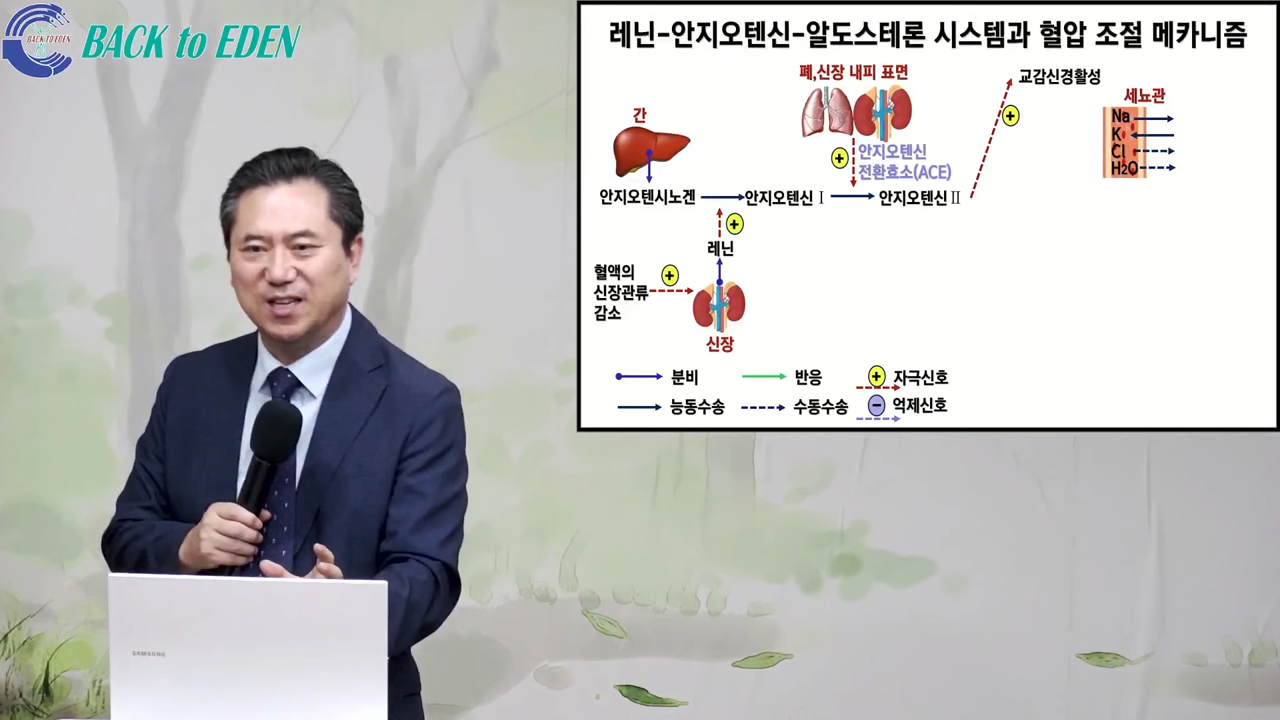 BACK TO EDEN
BACK to EDEN
레닌-안지오텐신-알도스테론 시스템과 혈압 조절 메카니즘
폐,신장 내피 표면
교감신경활성
세뇨관
간
Na
K
Cl
H2O
+
+
안지오텐신
전환효소(ACE)
안지오텐시노겐
안지오텐신 Ⅰ
안지오텐신 Ⅱ
+
레닌
혈액의
신장관류
감소
+
신장
분비
반응
+
자극신호
능동수송
수동수송
−
억제신호
SAMSUNG